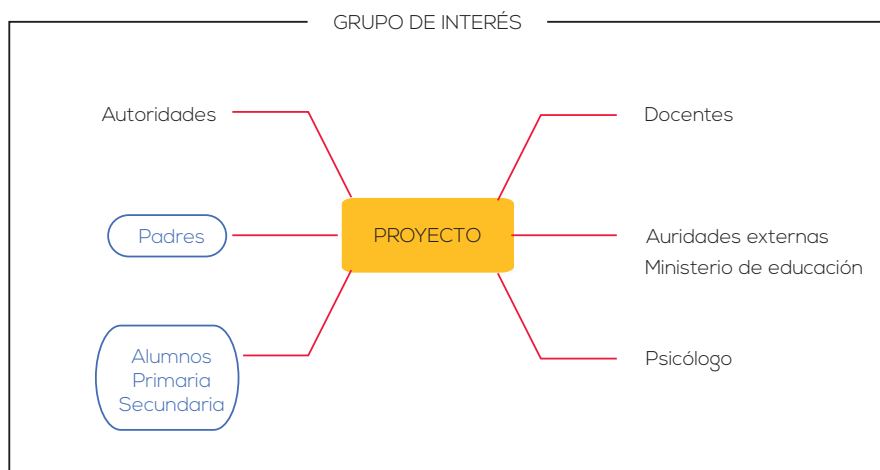 GRUPO DE INTERÉS
Autoridades
Docentes
Padres
PROYECTO
Auridades externas
Ministerio de educación
Alumnos
Primaria
Secundaria
Psicólogo